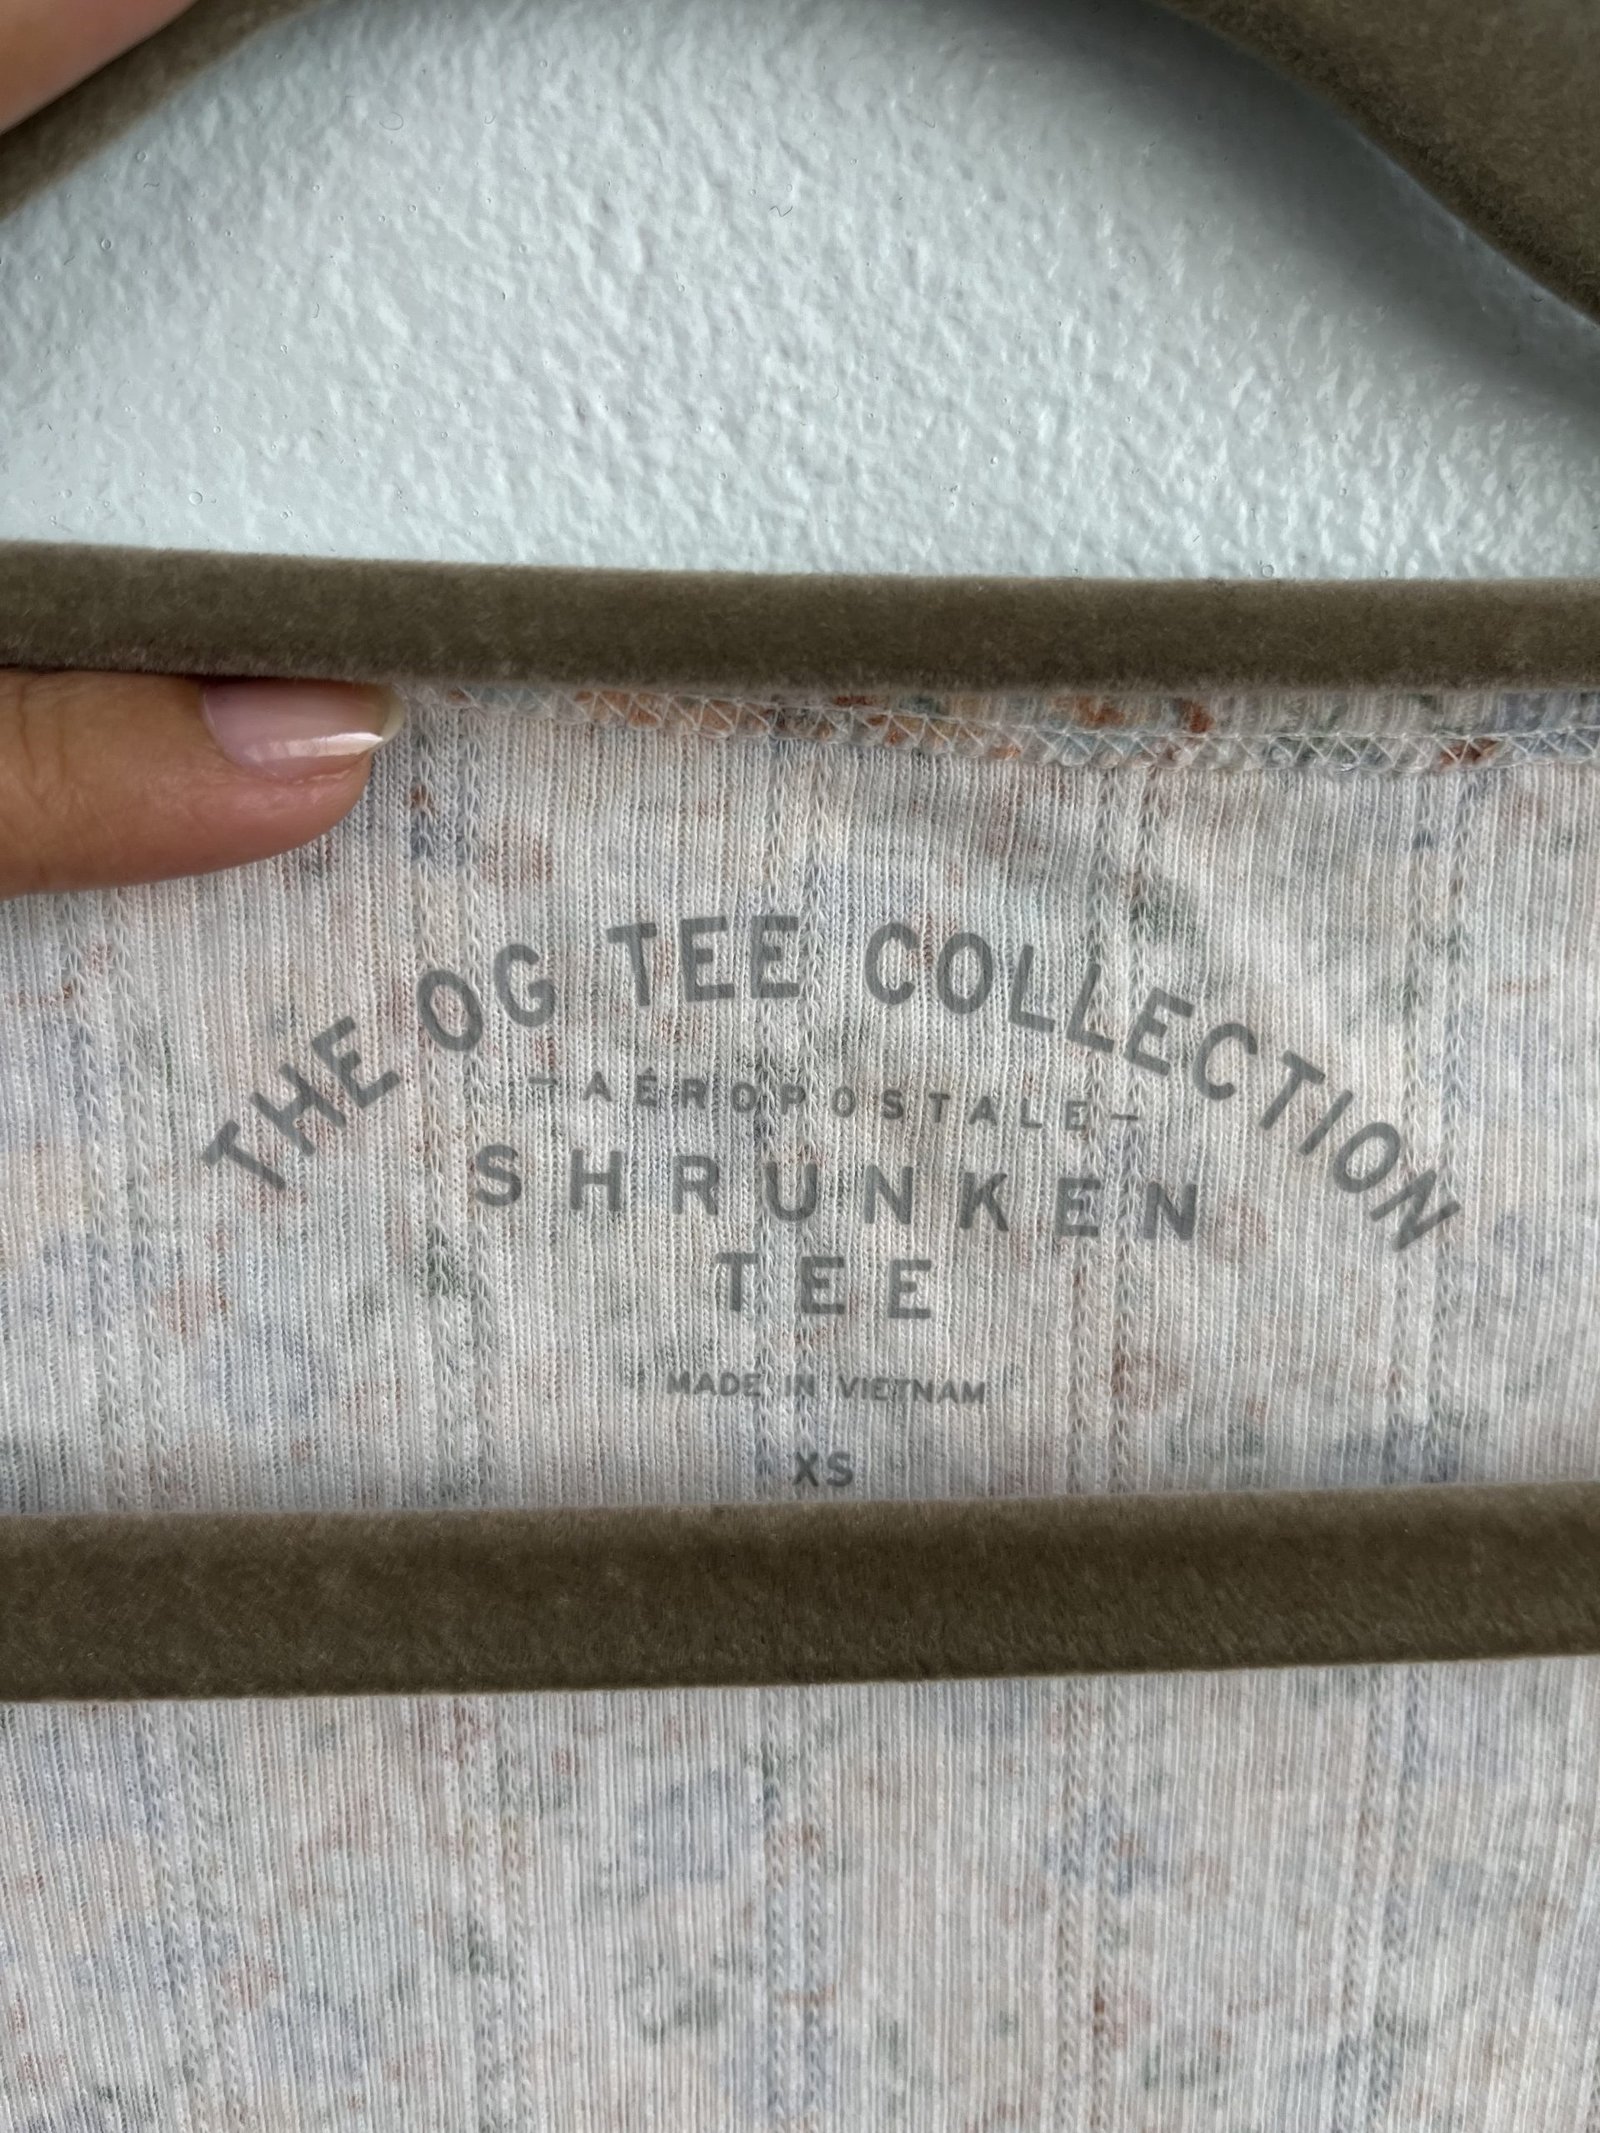 THE OG TEE COLLECTION
-AÉROPOSTALE-
SHRUNKEN
TEE
MADE IN VIETNAM
XS